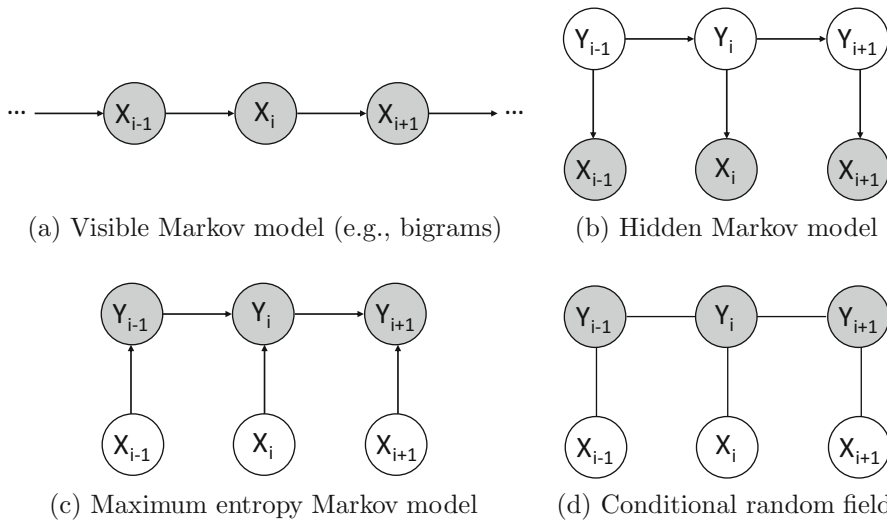 Y_{i-1} Y_i Y_{i+1}
... X_{i-1} X_i X_{i+1} ...
X_{i-1} X_i X_{i+1}
(a) Visible Markov model (e.g., bigrams)
(b) Hidden Markov model
Y_{i-1} Y_i Y_{i+1}
X_{i-1} X_i X_{i+1}
(c) Maximum entropy Markov model
Y_{i-1} Y_i Y_{i+1}
X_{i-1} X_i X_{i+1}
(d) Conditional random field